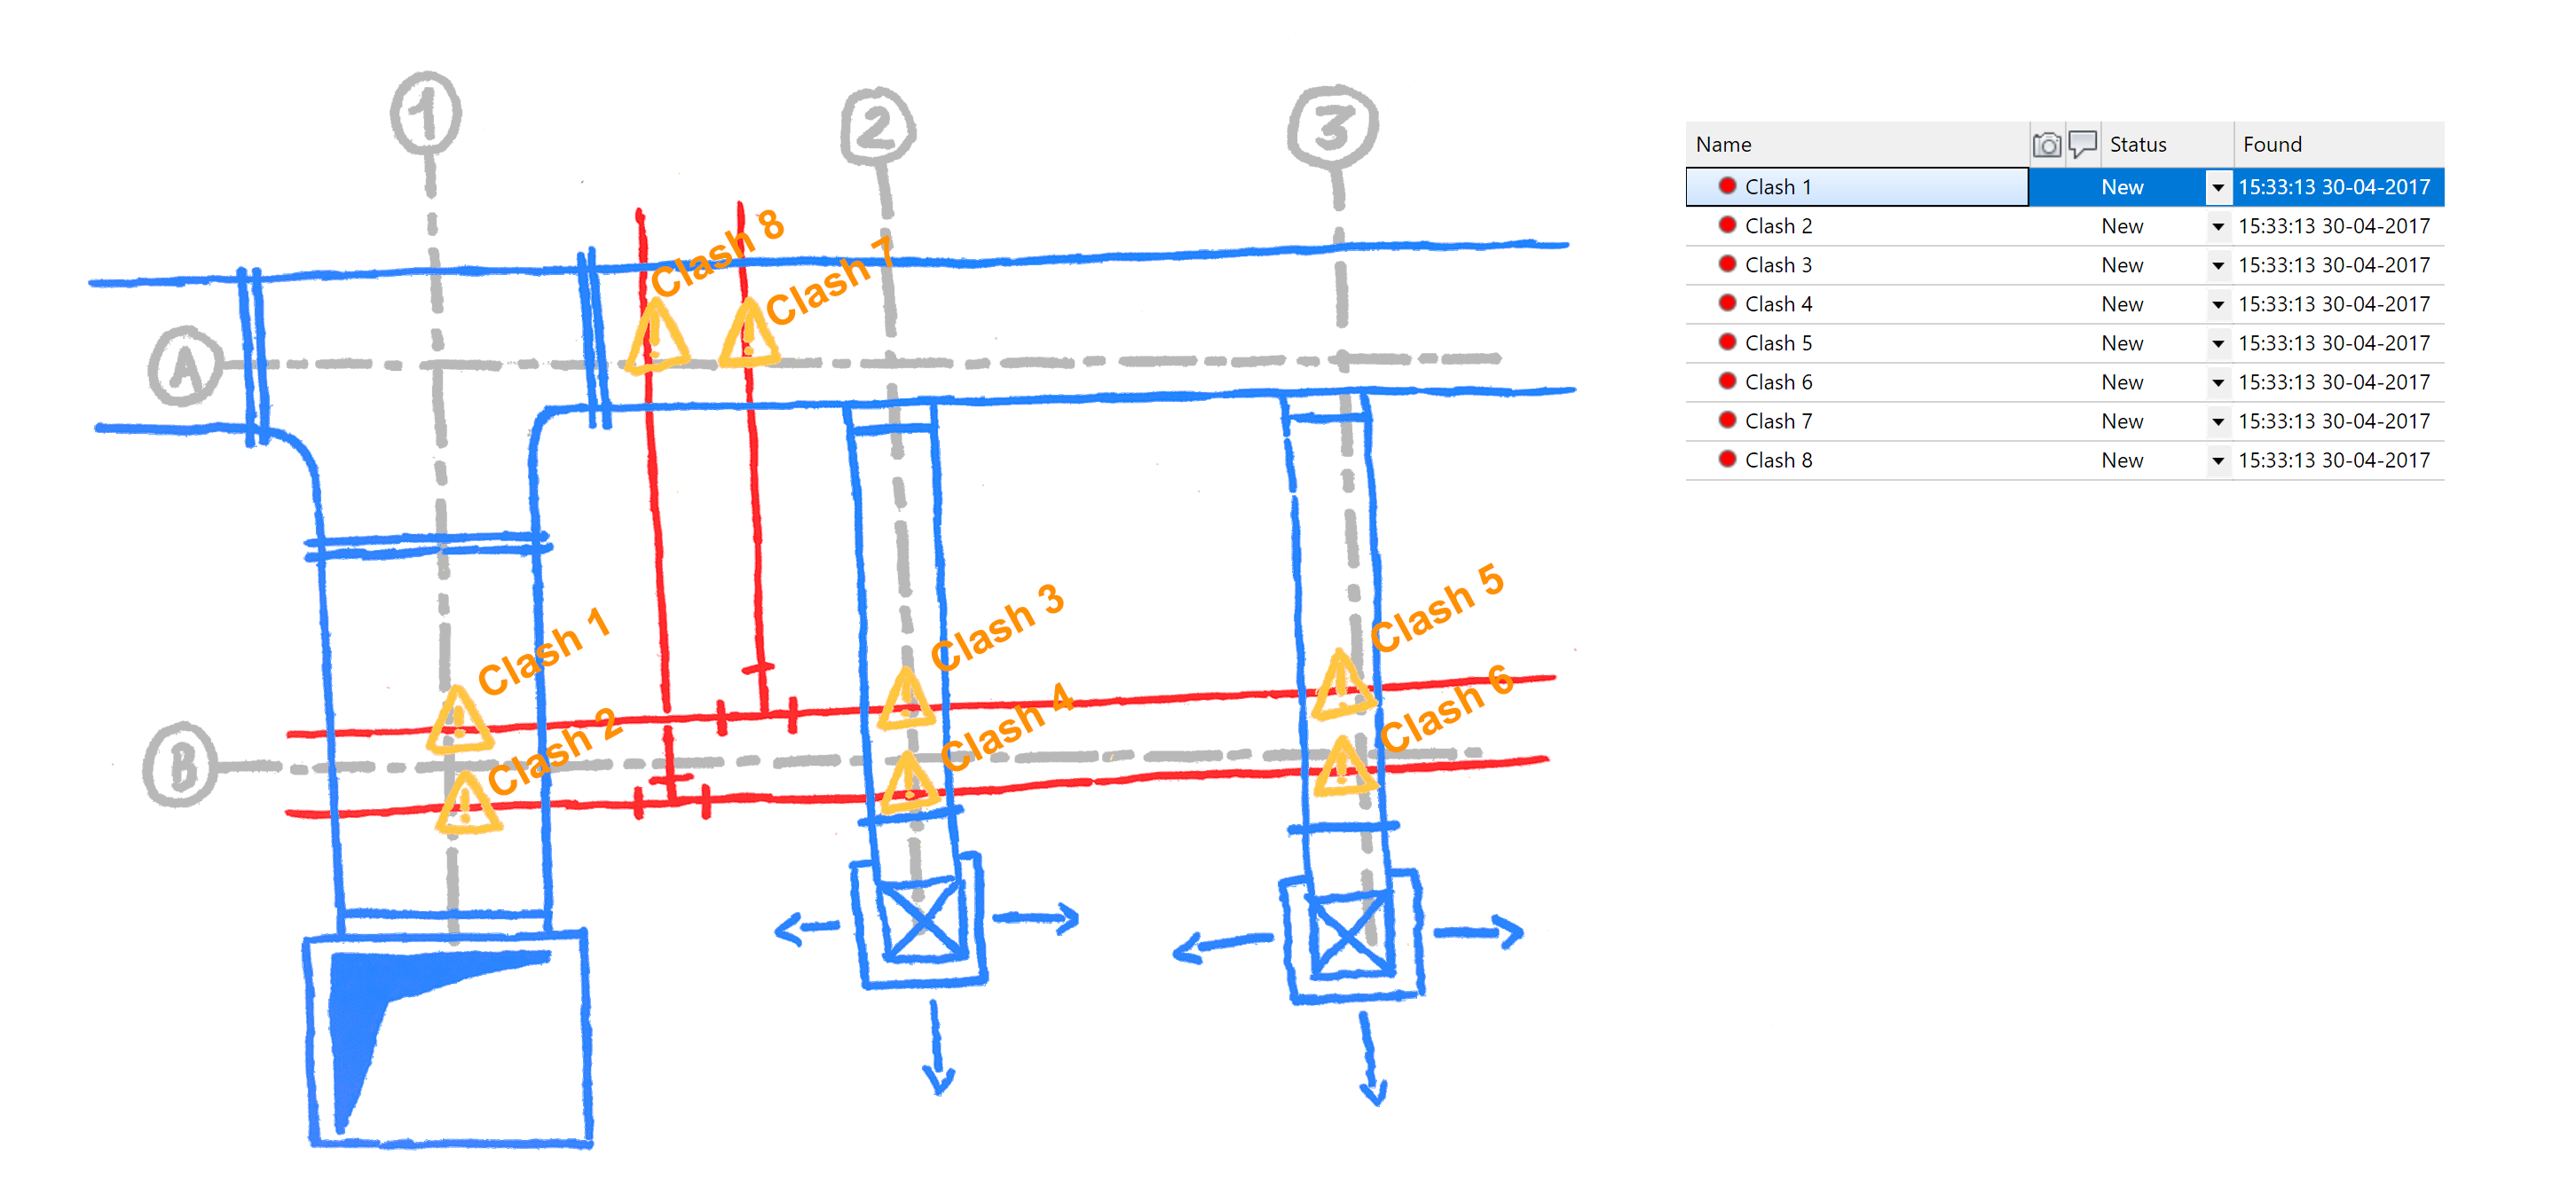 1
2
3
A
B
Clash 8
Clash 7
Clash 1
Clash 2
Clash 3
Clash 4
Clash 5
Clash 6
Name Status Found
Clash 1 New 15:33:13 30-04-2017
Clash 2 New 15:33:13 30-04-2017
Clash 3 New 15:33:13 30-04-2017
Clash 4 New 15:33:13 30-04-2017
Clash 5 New 15:33:13 30-04-2017
Clash 6 New 15:33:13 30-04-2017
Clash 7 New 15:33:13 30-04-2017
Clash 8 New 15:33:13 30-04-2017